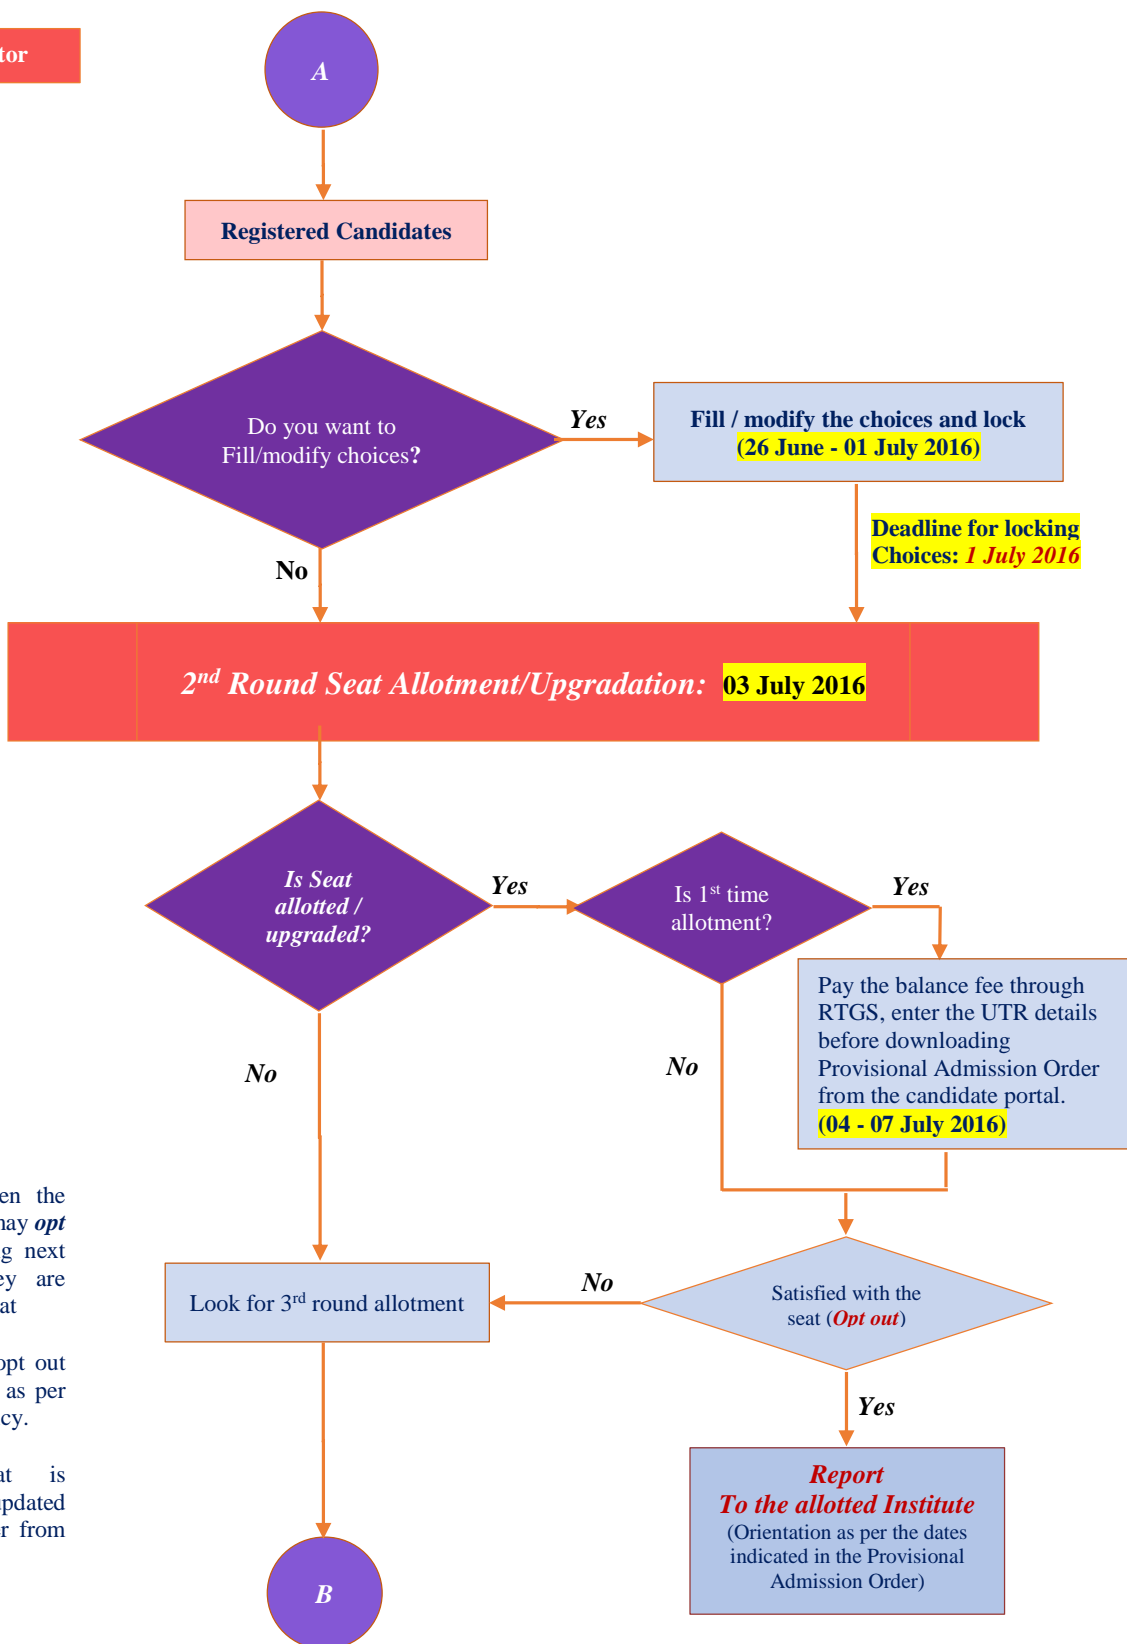 tor
A
Registered Candidates
Do you want to
Fill/modify choices?
Yes
Fill / modify the choices and lock
(26 June - 01 July 2016)
Deadline for locking
Choices: 1 July 2016
No
2nd Round Seat Allotment/Upgradation: 03 July 2016
Is Seat
allotted /
upgraded?
Yes
Is 1st time
allotment?
Yes
Pay the balance fee through
RTGS, enter the UTR details
before downloading
Provisional Admission Order
from the candidate portal.
(04 - 07 July 2016)
No
No
en the
may opt
g next
ey are
at
opt out
as per
cy.
at is
updated
r from
Look for 3rd round allotment
No
Satisfied with the
seat (Opt out)
Yes
Report
To the allotted Institute
(Orientation as per the dates
indicated in the Provisional
Admission Order)
B